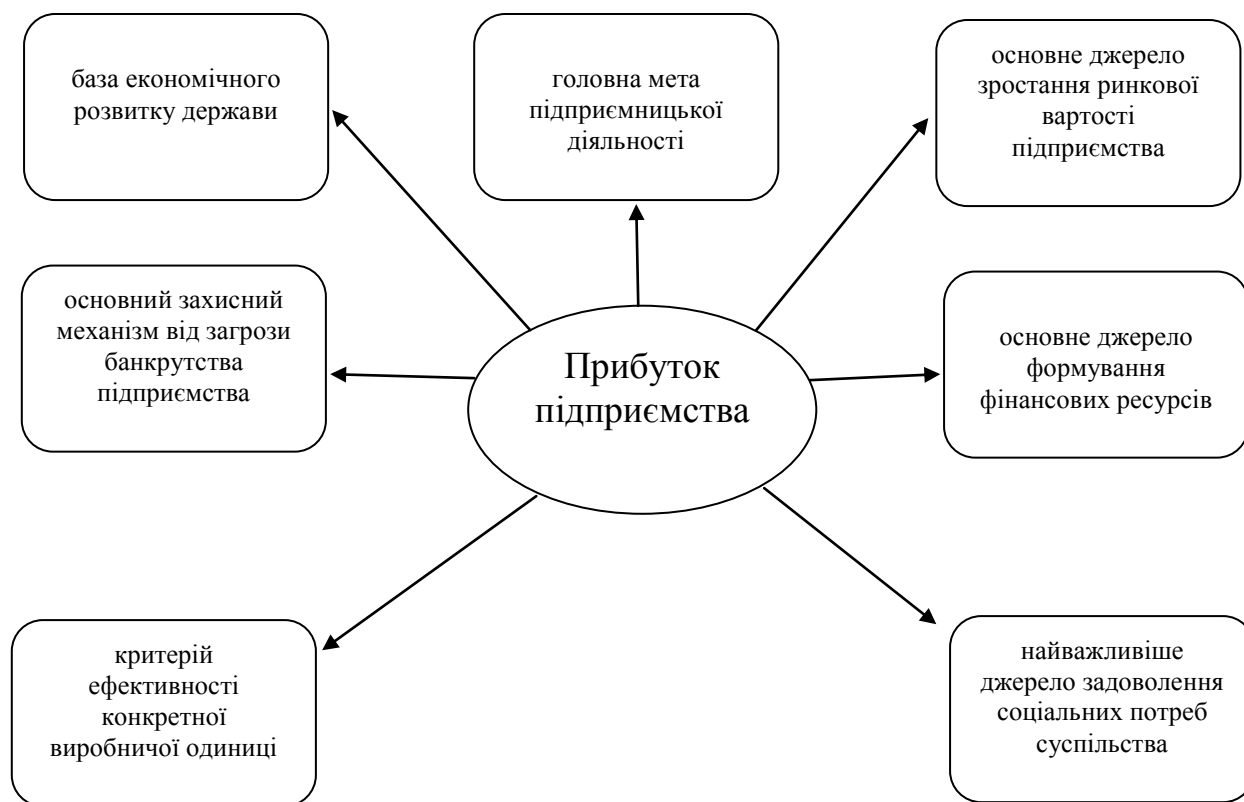 база економічного
розвитку держави
головна мета
підприємницької
діяльності
основне джерело
зростання ринкової
вартості
підприємства
основний захисний
механізм від загрози
банкрутства
підприємства
Прибуток
підприємства
основне джерело
формування
фінансових ресурсів
критерій
ефективності
конкретної
виробничої одиниці
найважливіше
джерело задоволення
соціальних потреб
суспільства